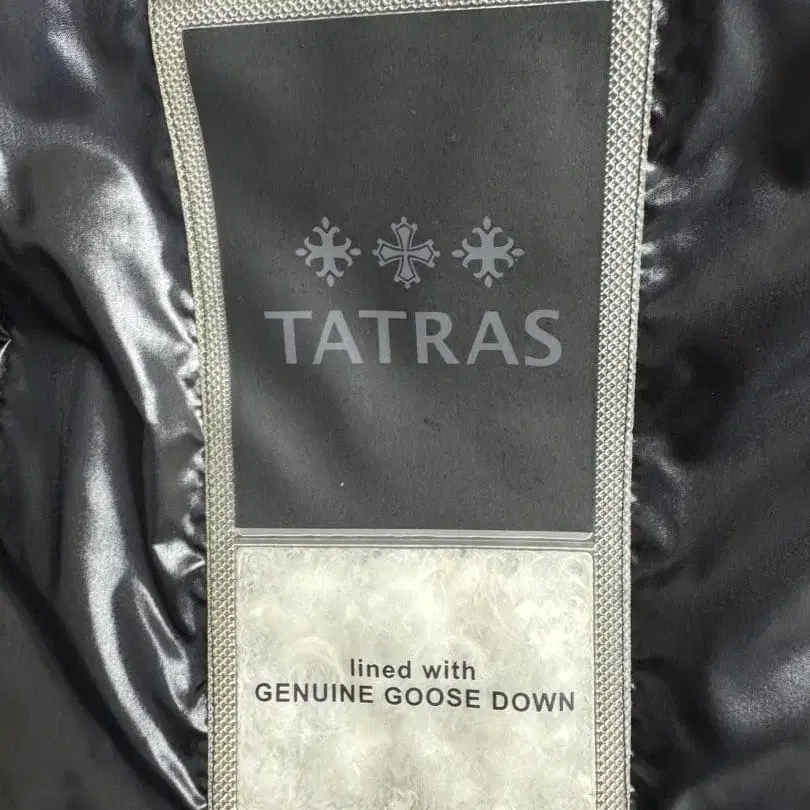 TATRAS
lined with
GENUINE GOOSE DOWN